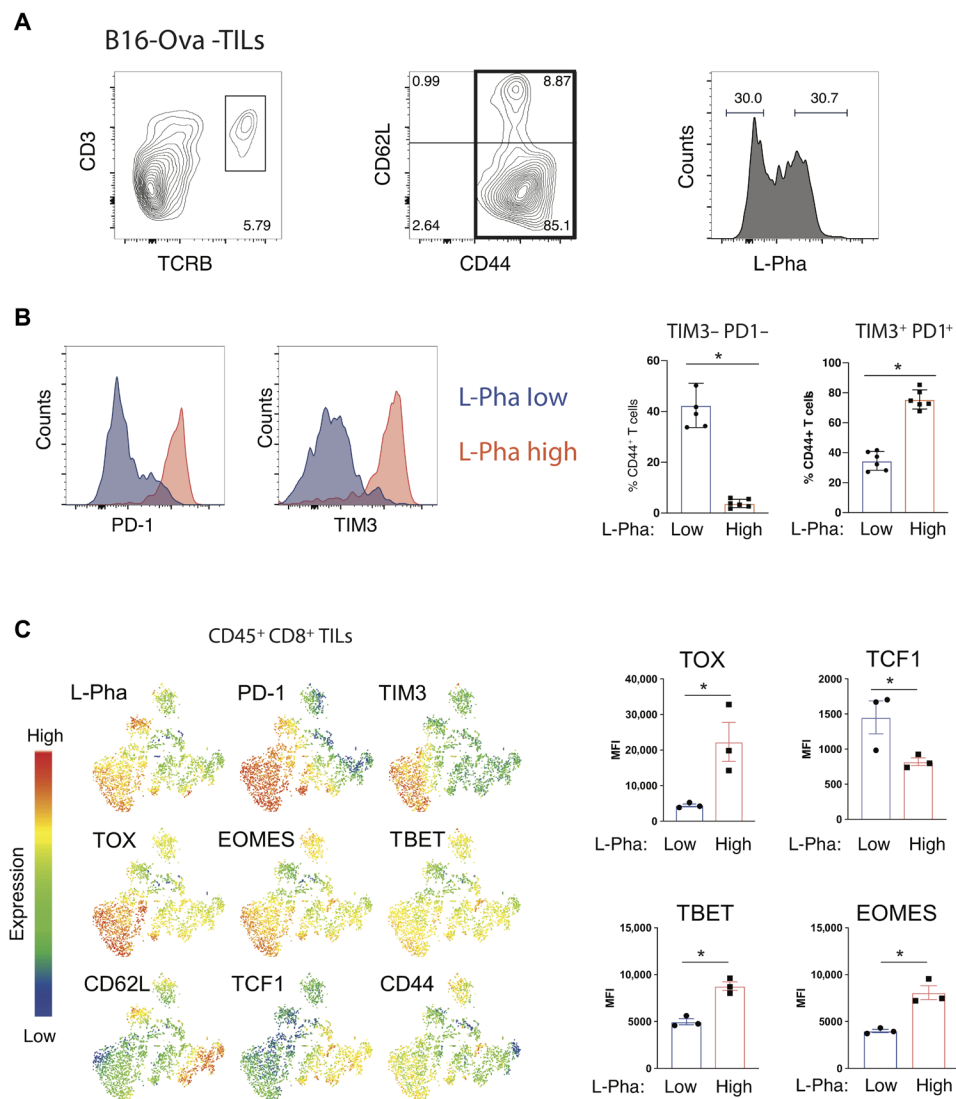 A
B16-Ova -TILs
CD3
TCRB
5.79
CD62L
0.99
8.87
2.64
85.1
CD44
Counts
30.0
30.7
L-Pha
B
Counts
PD-1
Counts
TIM3
L-Pha low
L-Pha high
TIM3– PD1–
% CD44+ T cells
60
40
20
0
*
L-Pha: Low High
TIM3+ PD1+
% CD44+ T cells
100
80
60
40
20
0
*
L-Pha: Low High
C
CD45+ CD8+ TILs
High
Expression
Low
L-Pha PD-1 TIM3
TOX EOMES TBET
CD62L TCF1 CD44
TOX
MFI
40,000
30,000
20,000
10,000
0
*
L-Pha: Low High
TCF1
MFI
2000
1500
1000
500
0
*
L-Pha: Low High
TBET
MFI
15,000
10,000
5000
0
*
L-Pha: Low High
EOMES
MFI
15,000
10,000
5000
0
*
L-Pha: Low High